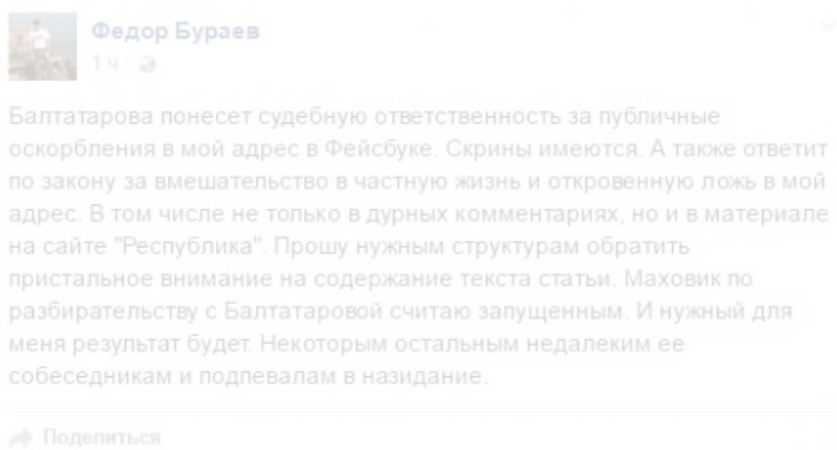 Федор Бураев
1 ч ·
Балтатарова понесет судебную ответственность за публичные
оскорбления в мой адрес в Фейсбуке. Скрины имеются. А также ответит
по закону за вмешательство в частную жизнь и откровенную ложь в мой
адрес. В том числе не только в дурных комментариях, но и в материале
на сайте "Республика". Прошу нужным структурам обратить
пристальное внимание на содержание текста статьи. Маховик по
разбирательству с Балтатаровой считаю запущенным. И нужный для
меня результат будет. Некоторым остальным недалеким ее
собеседникам и подпевалам в назидание.
Поделиться